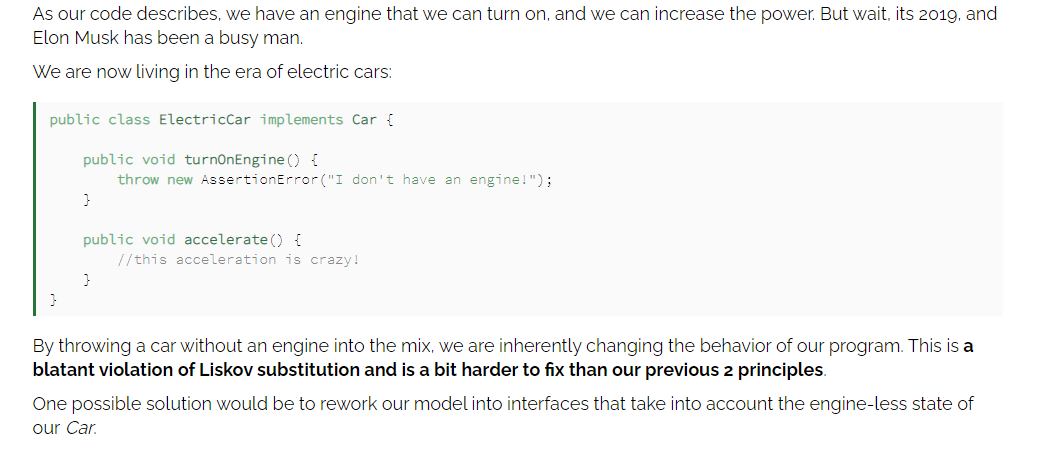 As our code describes, we have an engine that we can turn on, and we can increase the power. But wait, its 2019, and
Elon Musk has been a busy man.
We are now living in the era of electric cars:
public class ElectricCar implements Car {
public void turnOnEngine() {
throw new AssertionError("I don't have an engine!");
}
public void accelerate() {
//this acceleration is crazy!
}
}
By throwing a car without an engine into the mix, we are inherently changing the behavior of our program. This is a
blatant violation of Liskov substitution and is a bit harder to fix than our previous 2 principles.
One possible solution would be to rework our model into interfaces that take into account the engine-less state of
our Car.